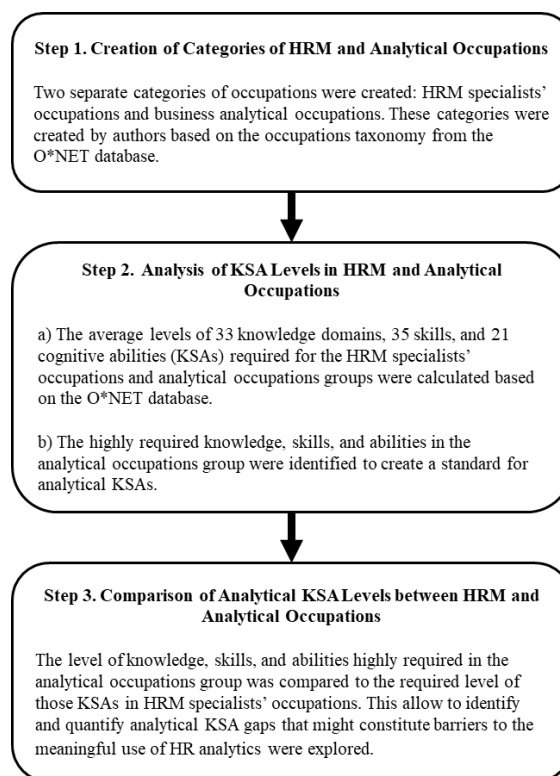 Step 1. Creation of Categories of HRM and Analytical Occupations
Two separate categories of occupations were created: HRM specialists’
occupations and business analytical occupations. These categories were
created by authors based on the occupations taxonomy from the
O*NET database.
Step 2. Analysis of KSA Levels in HRM and Analytical
Occupations
a) The average levels of 33 knowledge domains, 35 skills, and 21
cognitive abilities (KSAs) required for the HRM specialists’
occupations and analytical occupations groups were calculated based
on the O*NET database.
b) The highly required knowledge, skills, and abilities in the
analytical occupations group were identified to create a standard for
analytical KSAs.
Step 3. Comparison of Analytical KSA Levels between HRM and
Analytical Occupations
The level of knowledge, skills, and abilities highly required in the
analytical occupations group was compared to the required level of
those KSAs in HRM specialists’ occupations. This allow to identify
and quantify analytical KSA gaps that might constitute barriers to the
meaningful use of HR analytics were explored.